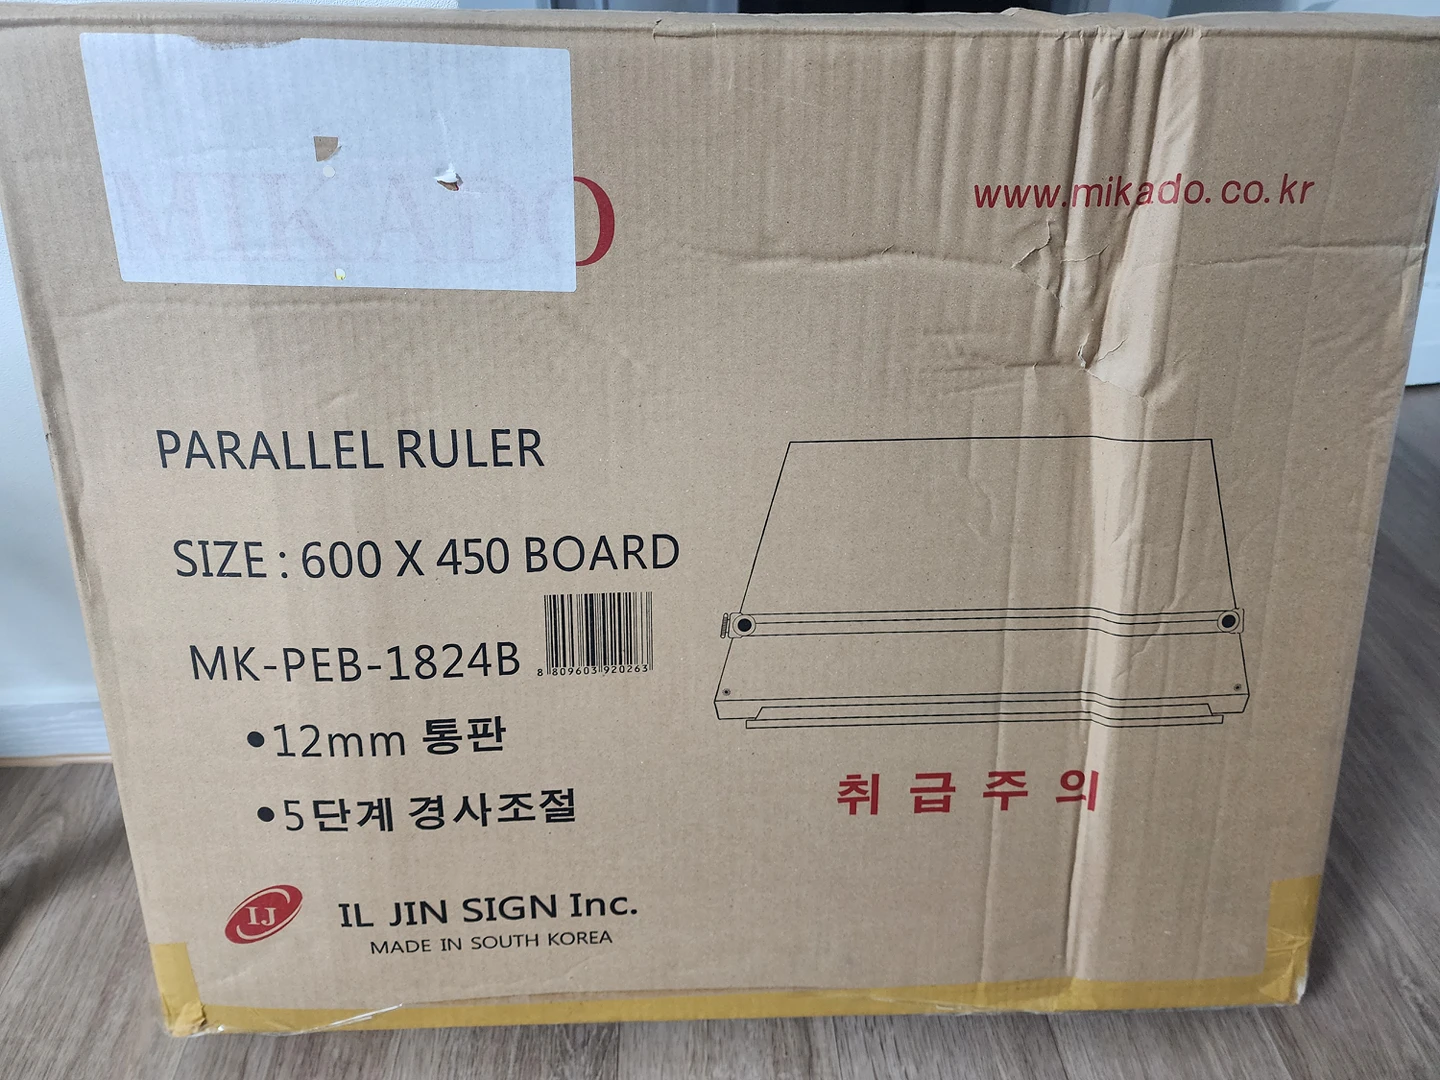 MIKADO
www.mikado.co.kr
PARALLEL RULER
SIZE : 600 X 450 BOARD
MK-PEB-1824B
8 809603 920263
•12mm 통판
•5단계 경사조절
취급주의
IJ
IL JIN SIGN Inc.
MADE IN SOUTH KOREA